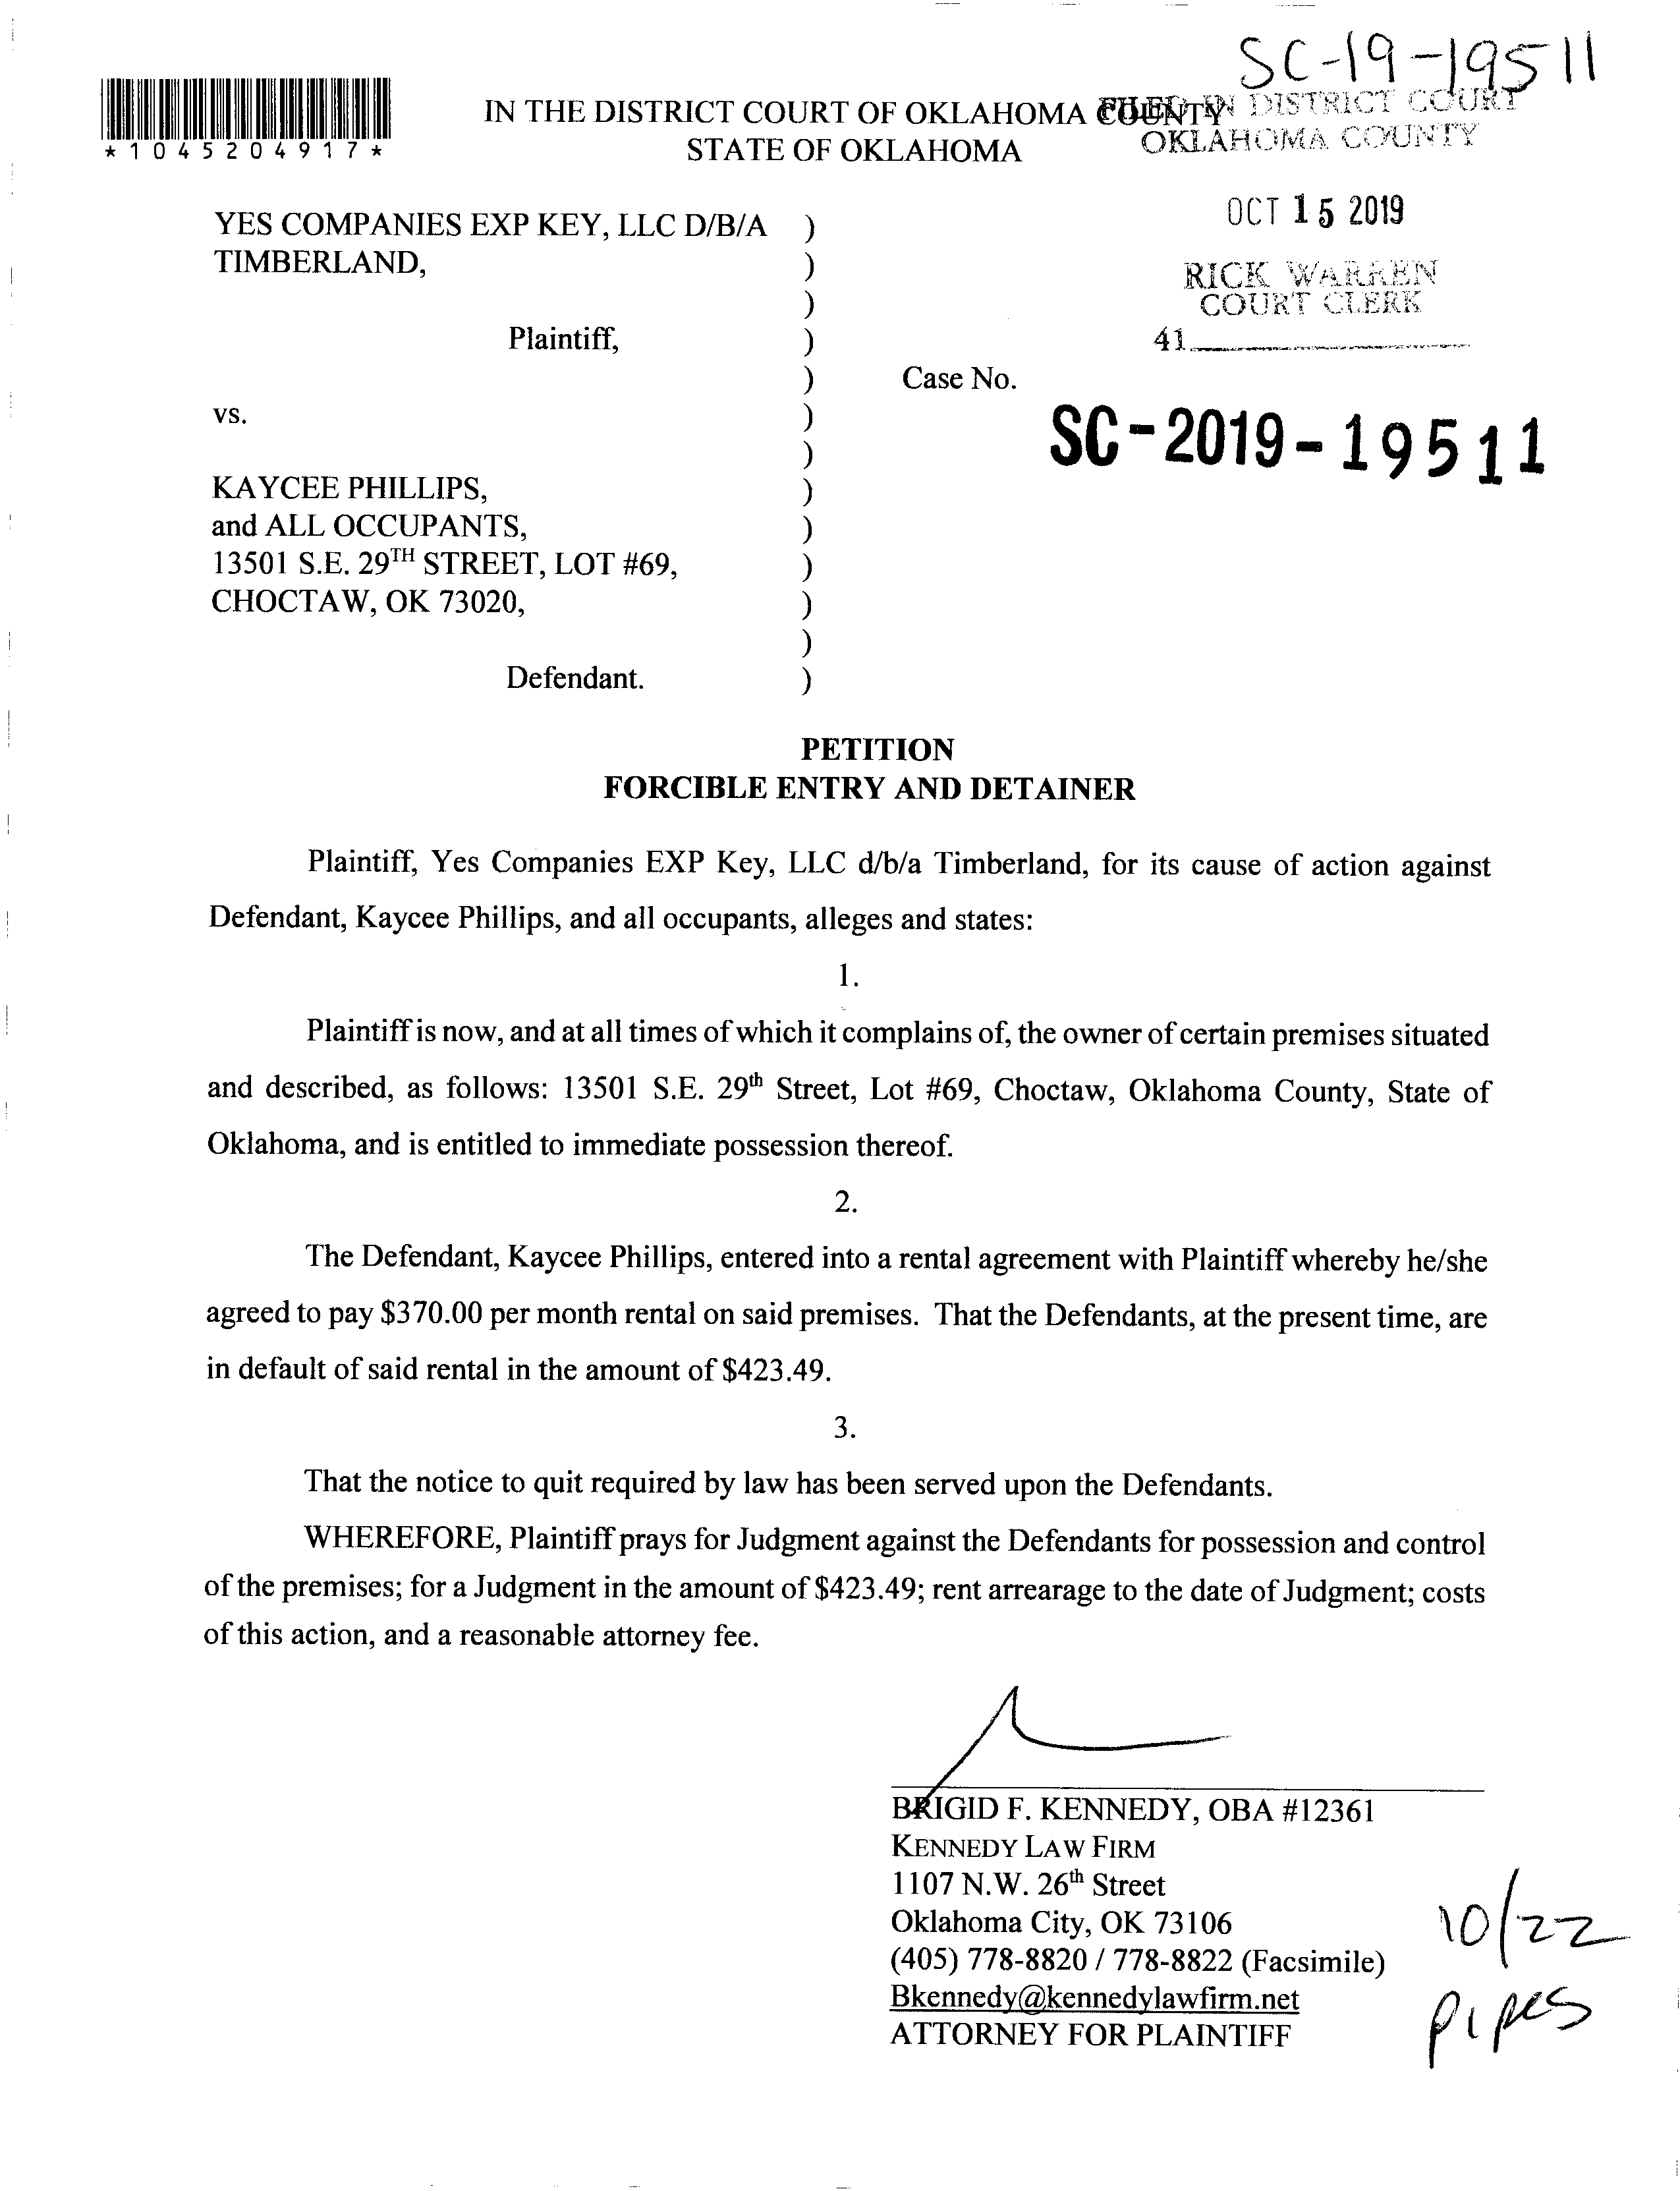 SC-19-19511
*1045204917*
IN THE DISTRICT COURT OF OKLAHOMA COUNTY
STATE OF OKLAHOMA
FILED IN DISTRICT COURT
OKLAHOMA COUNTY
OCT 15 2019
RICK WARREN
COURT CLERK
41
YES COMPANIES EXP KEY, LLC D/B/A )
TIMBERLAND, )
)
Plaintiff, )
) Case No.
vs. )
SC-2019-19511
)
KAYCEE PHILLIPS, )
and ALL OCCUPANTS, )
13501 S.E. 29TH STREET, LOT #69, )
CHOCTAW, OK 73020, )
)
Defendant. )
PETITION
FORCIBLE ENTRY AND DETAINER
Plaintiff, Yes Companies EXP Key, LLC d/b/a Timberland, for its cause of action against
Defendant, Kaycee Phillips, and all occupants, alleges and states:
1.
Plaintiff is now, and at all times of which it complains of, the owner of certain premises situated
and described, as follows: 13501 S.E. 29th Street, Lot #69, Choctaw, Oklahoma County, State of
Oklahoma, and is entitled to immediate possession thereof.
2.
The Defendant, Kaycee Phillips, entered into a rental agreement with Plaintiff whereby he/she
agreed to pay $370.00 per month rental on said premises. That the Defendants, at the present time, are
in default of said rental in the amount of $423.49.
3.
That the notice to quit required by law has been served upon the Defendants.
WHEREFORE, Plaintiff prays for Judgment against the Defendants for possession and control
of the premises; for a Judgment in the amount of $423.49; rent arrearage to the date of Judgment; costs
of this action, and a reasonable attorney fee.
BRIGID F. KENNEDY, OBA #12361
KENNEDY LAW FIRM
1107 N.W. 26th Street
Oklahoma City, OK 73106
(405) 778-8820 / 778-8822 (Facsimile)
Bkennedy@kennedylawfirm.net
ATTORNEY FOR PLAINTIFF
10/22
pipes